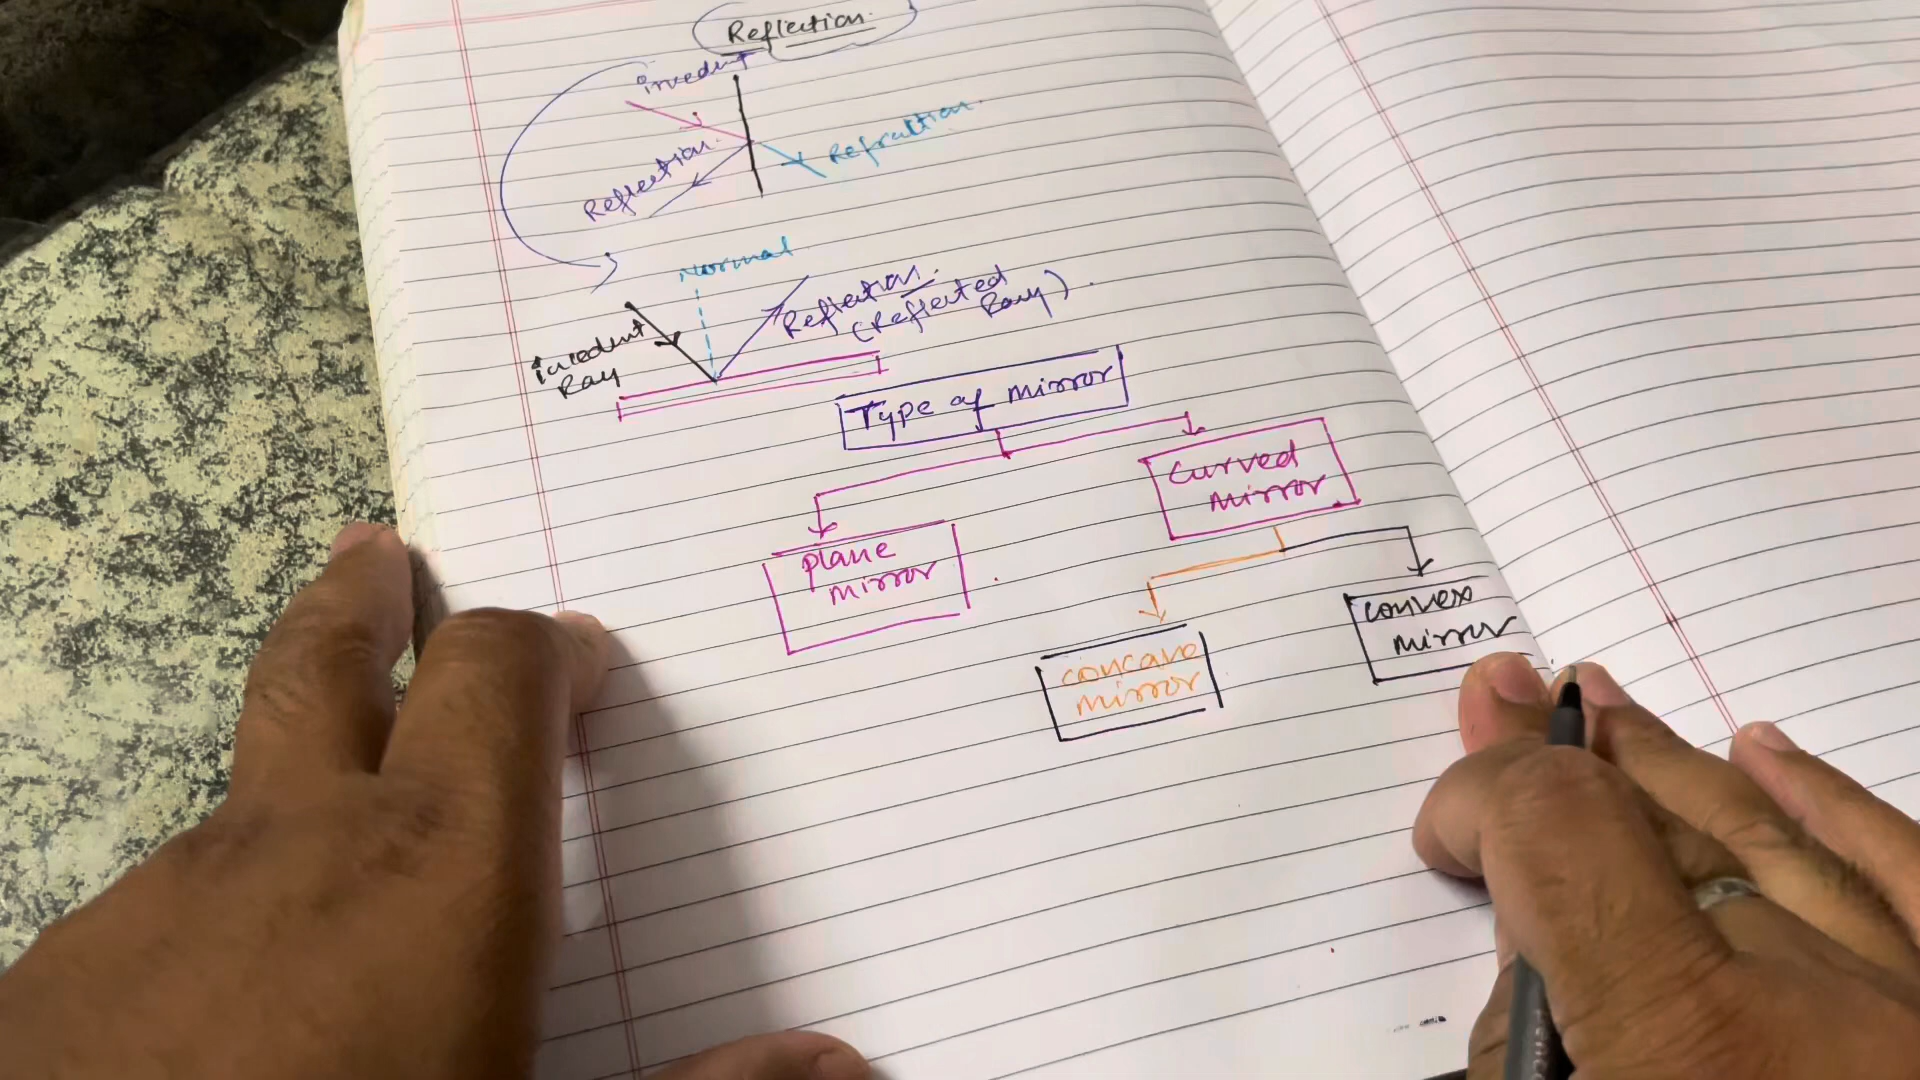 Reflection.
incedent
Refraction.
Reflection.
Normal
Reflection.
(Reflected
Ray).
incedent
Ray
Type of mirror
curved
mirror
plane
mirror
convex
mirror
concave
mirror